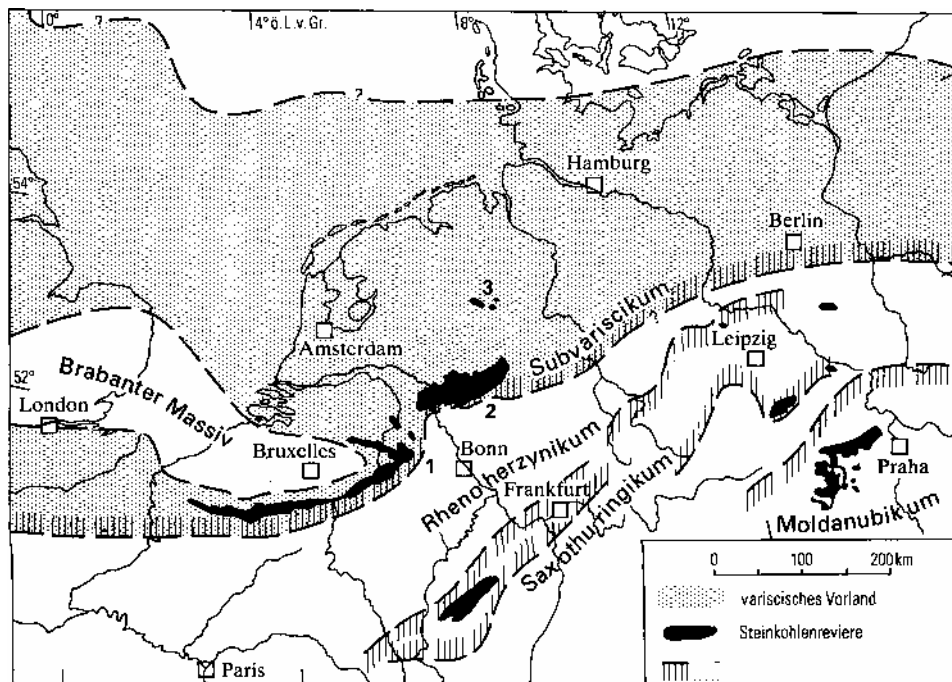 0° 4° ö.L.v.Gr. 8° 12°
?
?
54°
Hamburg
Berlin
3
Amsterdam
Subvariscikum
?
Leipzig
52°
London
Brabanter Massiv
2
Bruxelles
1
Bonn
Rhenoherzynikum
Frankfurt
Saxothuringikum
Praha
Moldanubikum
0 100 200km
variscisches Vorland
Steinkohlenreviere
Paris